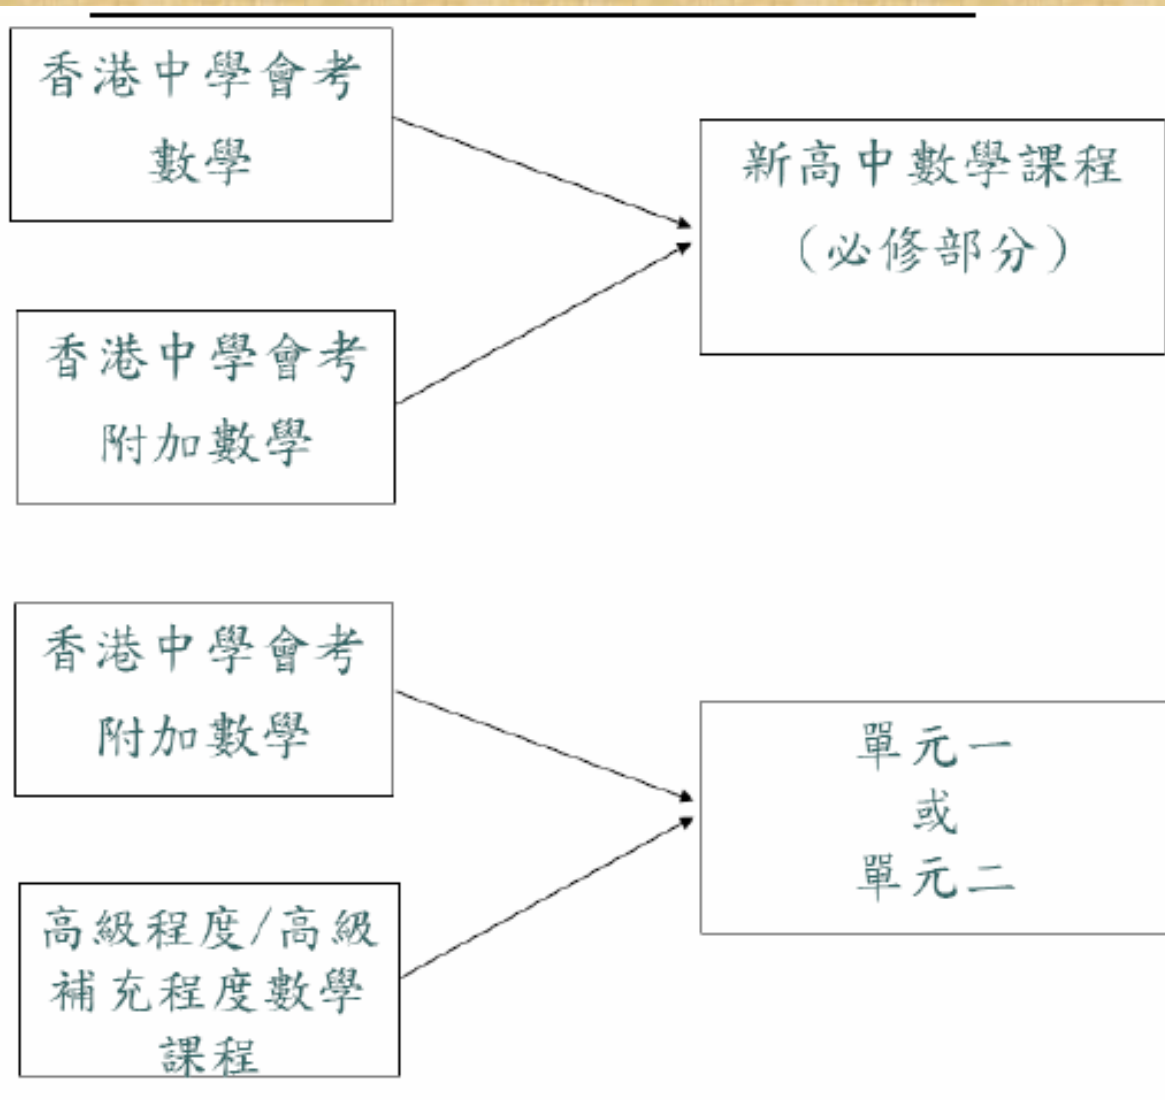 香港中學會考
數學
新高中數學課程
（必修部分）
香港中學會考
附加數學
香港中學會考
附加數學
單元一
或
單元二
高級程度/高級
補充程度數學
課程